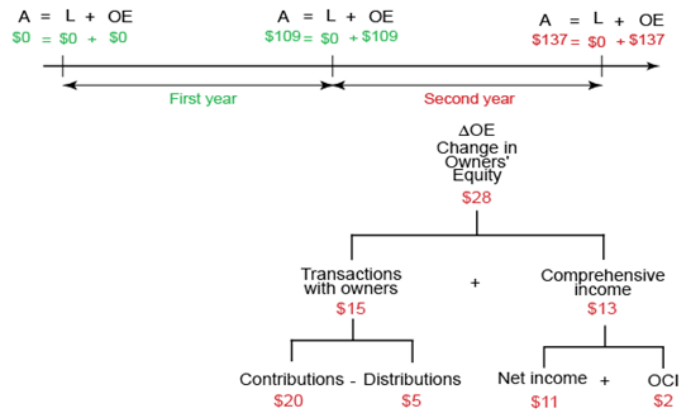 A = L + OE
$0 = $0 + $0
A = L + OE
$109 = $0 + $109
A = L + OE
$137 = $0 + $137
First year
Second year
ΔOE
Change in
Owners'
Equity
$28
Transactions
with owners
$15
+
Comprehensive
income
$13
Contributions - Distributions
$20 $5
Net income + OCI
$11 $2